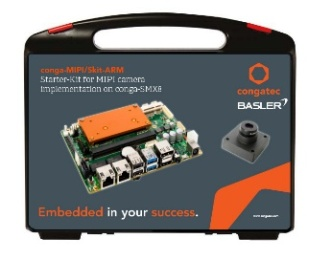 conga-MIPI/Skit-ARM
Starter-Kit for MIPI camera
implementation on conga-SMX8
congatec
BASLER
Embedded in your success.